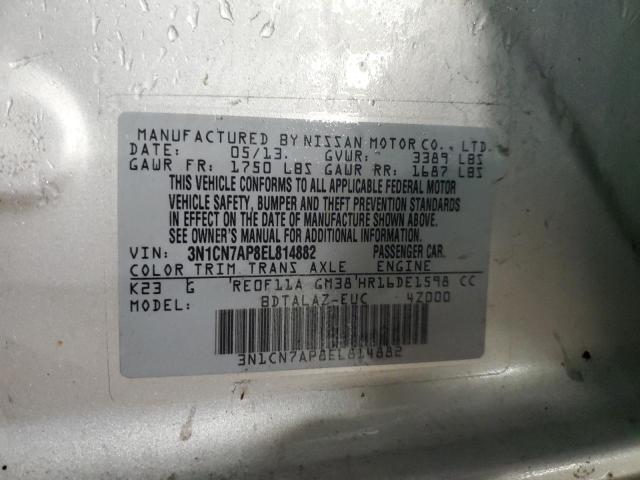 MANUFACTURED BY NISSAN MOTOR CO., LTD.
DATE: 05/13. GVWR: 3389 LBS
GAWR FR: 1750 LBS GAWR RR: 1687 LBS
THIS VEHICLE CONFORMS TO ALL APPLICABLE FEDERAL MOTOR
VEHICLE SAFETY, BUMPER AND THEFT PREVENTION STANDARDS
IN EFFECT ON THE DATE OF MANUFACTURE SHOWN ABOVE.
SEE OWNER'S MANUAL FOR ADDITIONAL INFORMATION.
VIN: 3N1CN7AP8EL814882 PASSENGER CAR.
COLOR TRIM TRANS AXLE ENGINE
K23 G RE0F11A GM38 HR16DE1598 CC
BDTALAZ-EUC 4Z000
3N1CN7AP8EL814882